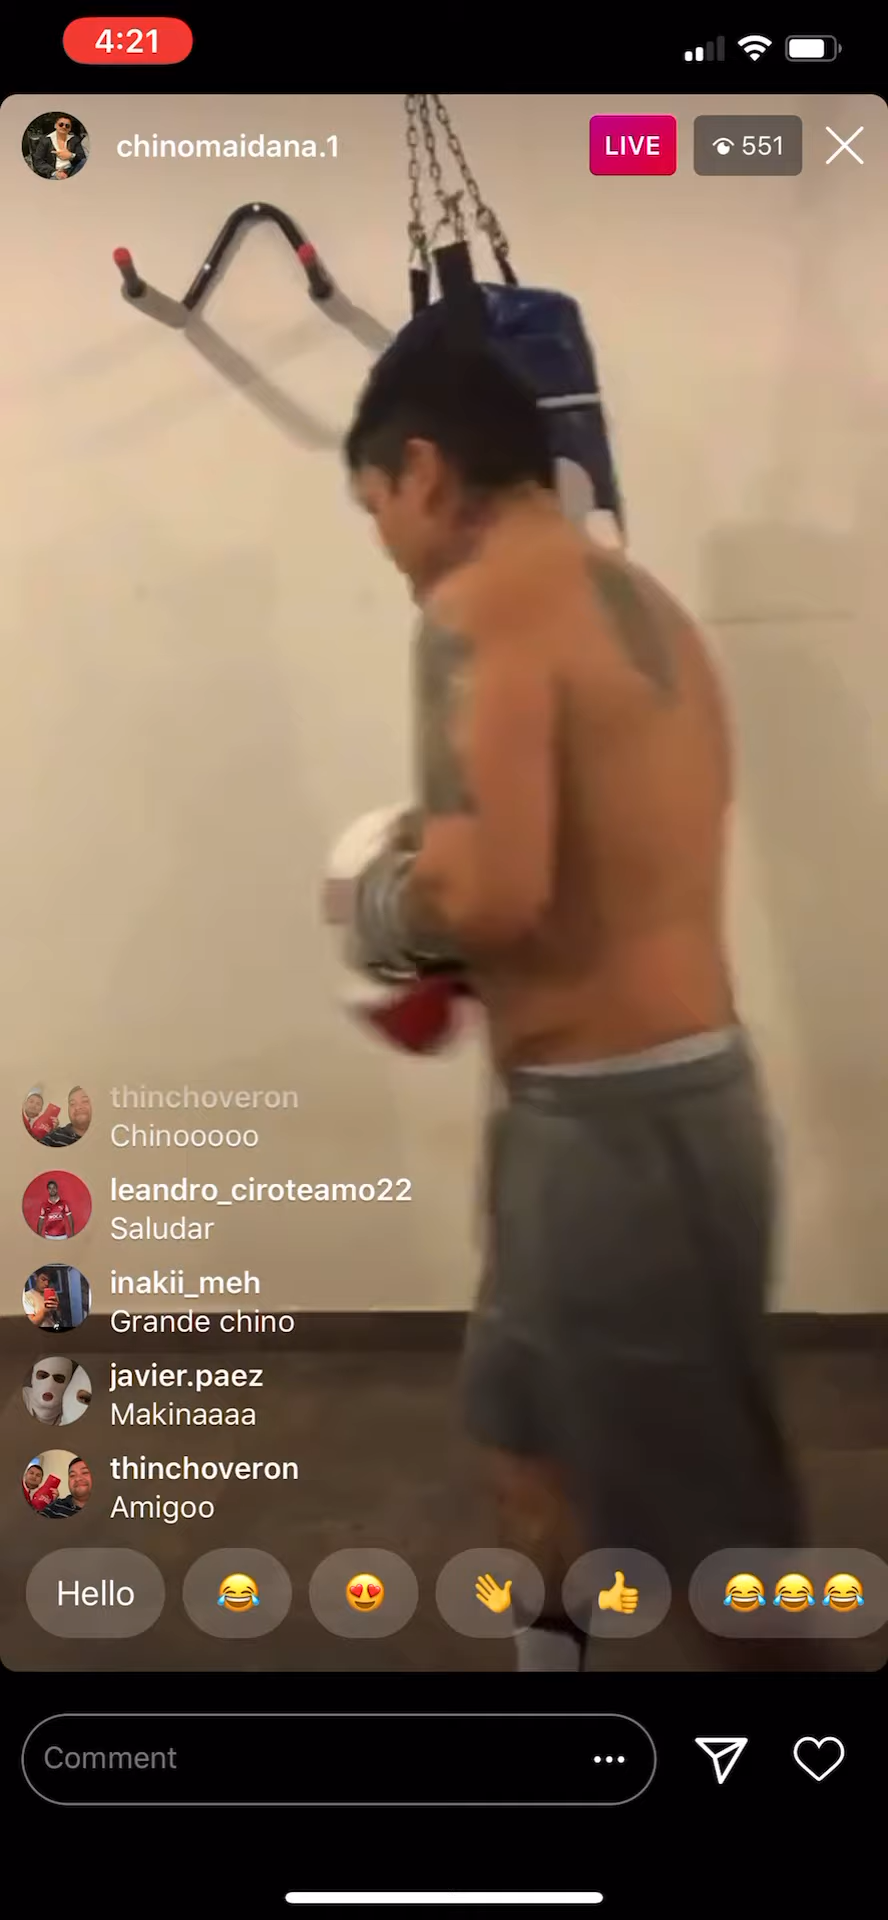 4:21
chinomaidana.1
LIVE
551
thinchoveron
Chinooooo
leandro_ciroteamo22
Saludar
inakii_meh
Grande chino
javier.paez
Makinaaaa
thinchoveron
Amigoo
Hello
Comment